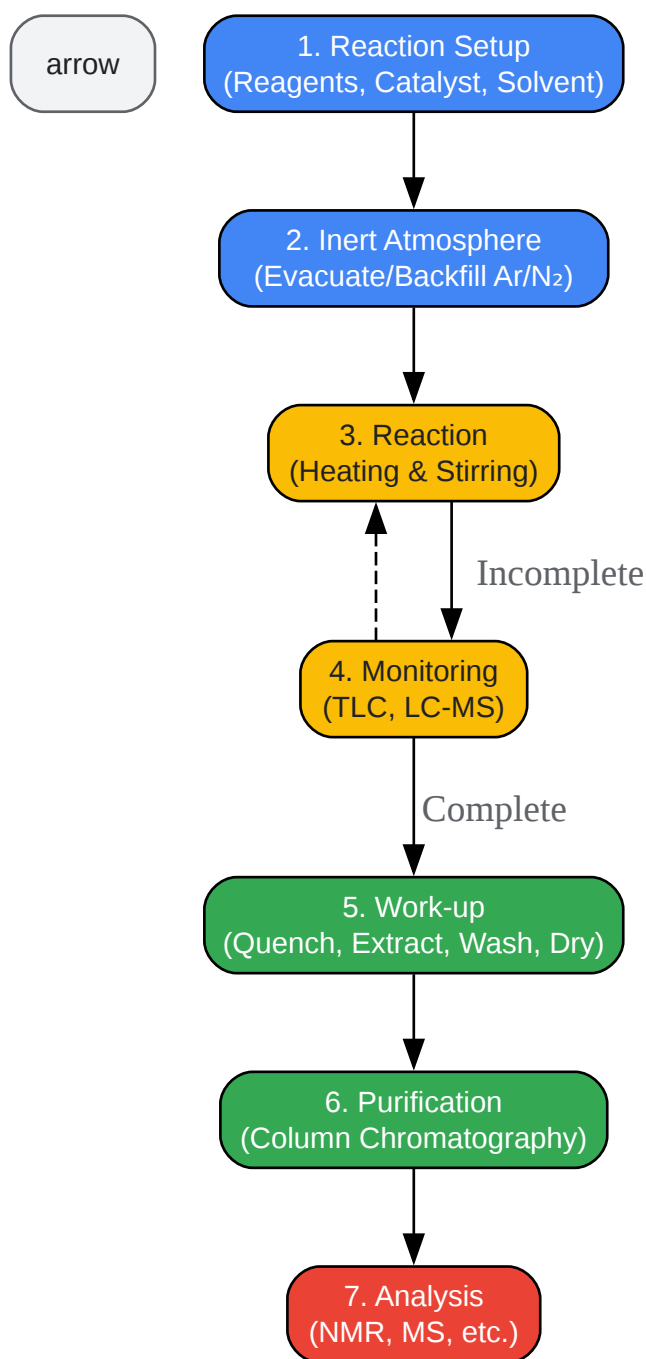 arrow
1. Reaction Setup
(Reagents, Catalyst, Solvent)
2. Inert Atmosphere
(Evacuate/Backfill Ar/N₂)
3. Reaction
(Heating & Stirring)
Incomplete
4. Monitoring
(TLC, LC-MS)
Complete
5. Work-up
(Quench, Extract, Wash, Dry)
6. Purification
(Column Chromatography)
7. Analysis
(NMR, MS, etc.)